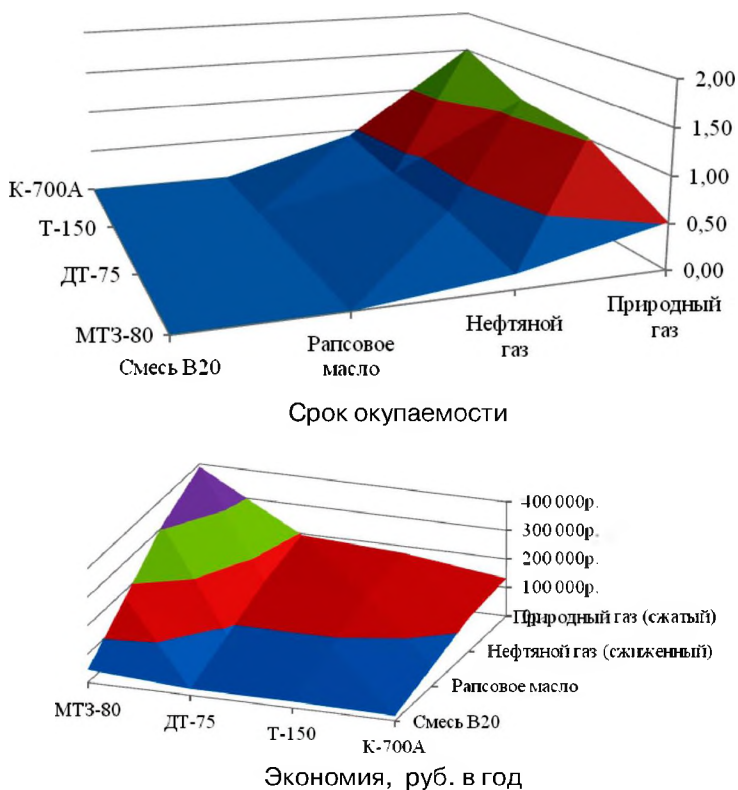 2,00
1,50
1,00
0,50
0,00
К-700А
Т-150
ДТ-75
МТЗ-80
Смесь В20
Рапсовое
масло
Нефтяной
газ
Природный
газ
Срок окупаемости
400 000р.
300 000р.
200 000р.
100 000р.
Природный газ (сжатый)
Нефтяной газ (сжиженный)
Рапсовое масло
Смесь В20
МТЗ-80
ДТ-75
Т-150
К-700А
Экономия, руб. в год